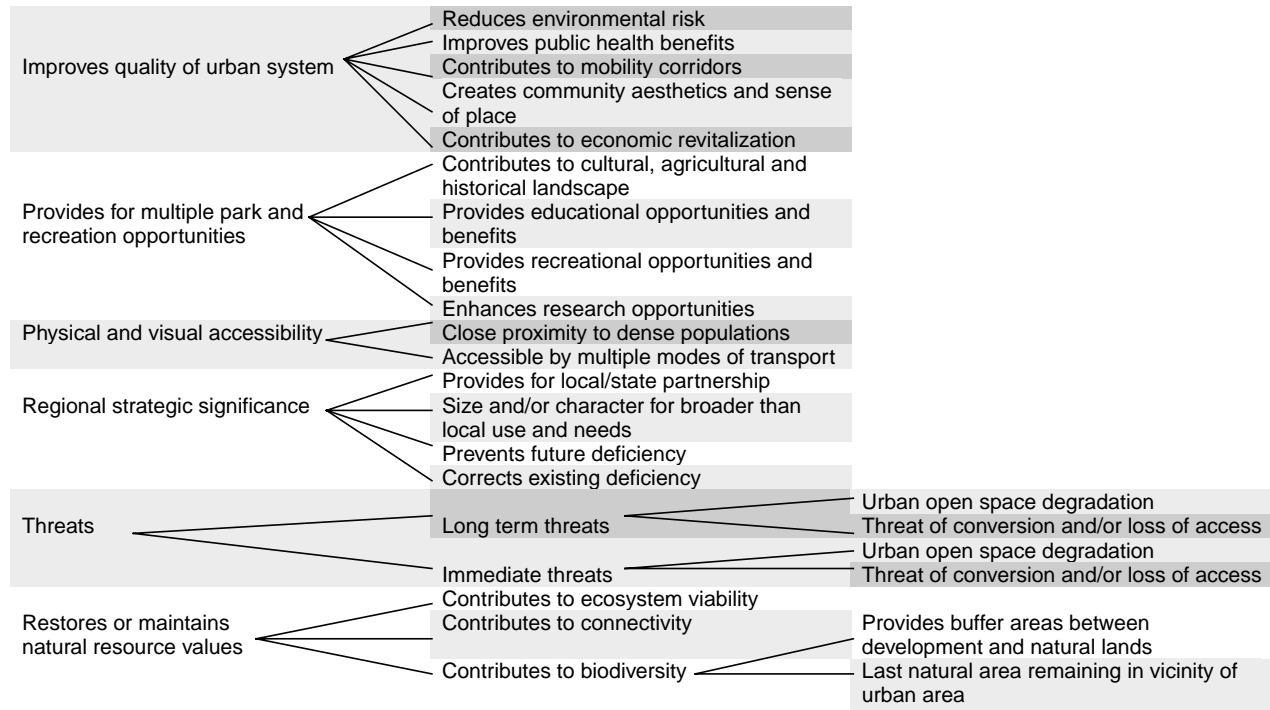 Improves quality of urban system
Reduces environmental risk
Improves public health benefits
Contributes to mobility corridors
Creates community aesthetics and sense
of place
Contributes to economic revitalization
Provides for multiple park and
recreation opportunities
Contributes to cultural, agricultural and
historical landscape
Provides educational opportunities and
benefits
Provides recreational opportunities and
benefits
Enhances research opportunities
Physical and visual accessibility
Close proximity to dense populations
Accessible by multiple modes of transport
Regional strategic significance
Provides for local/state partnership
Size and/or character for broader than
local use and needs
Prevents future deficiency
Corrects existing deficiency
Threats
Long term threats
Urban open space degradation
Threat of conversion and/or loss of access
Immediate threats
Urban open space degradation
Threat of conversion and/or loss of access
Restores or maintains
natural resource values
Contributes to ecosystem viability
Contributes to connectivity
Contributes to biodiversity
Provides buffer areas between
development and natural lands
Last natural area remaining in vicinity of
urban area